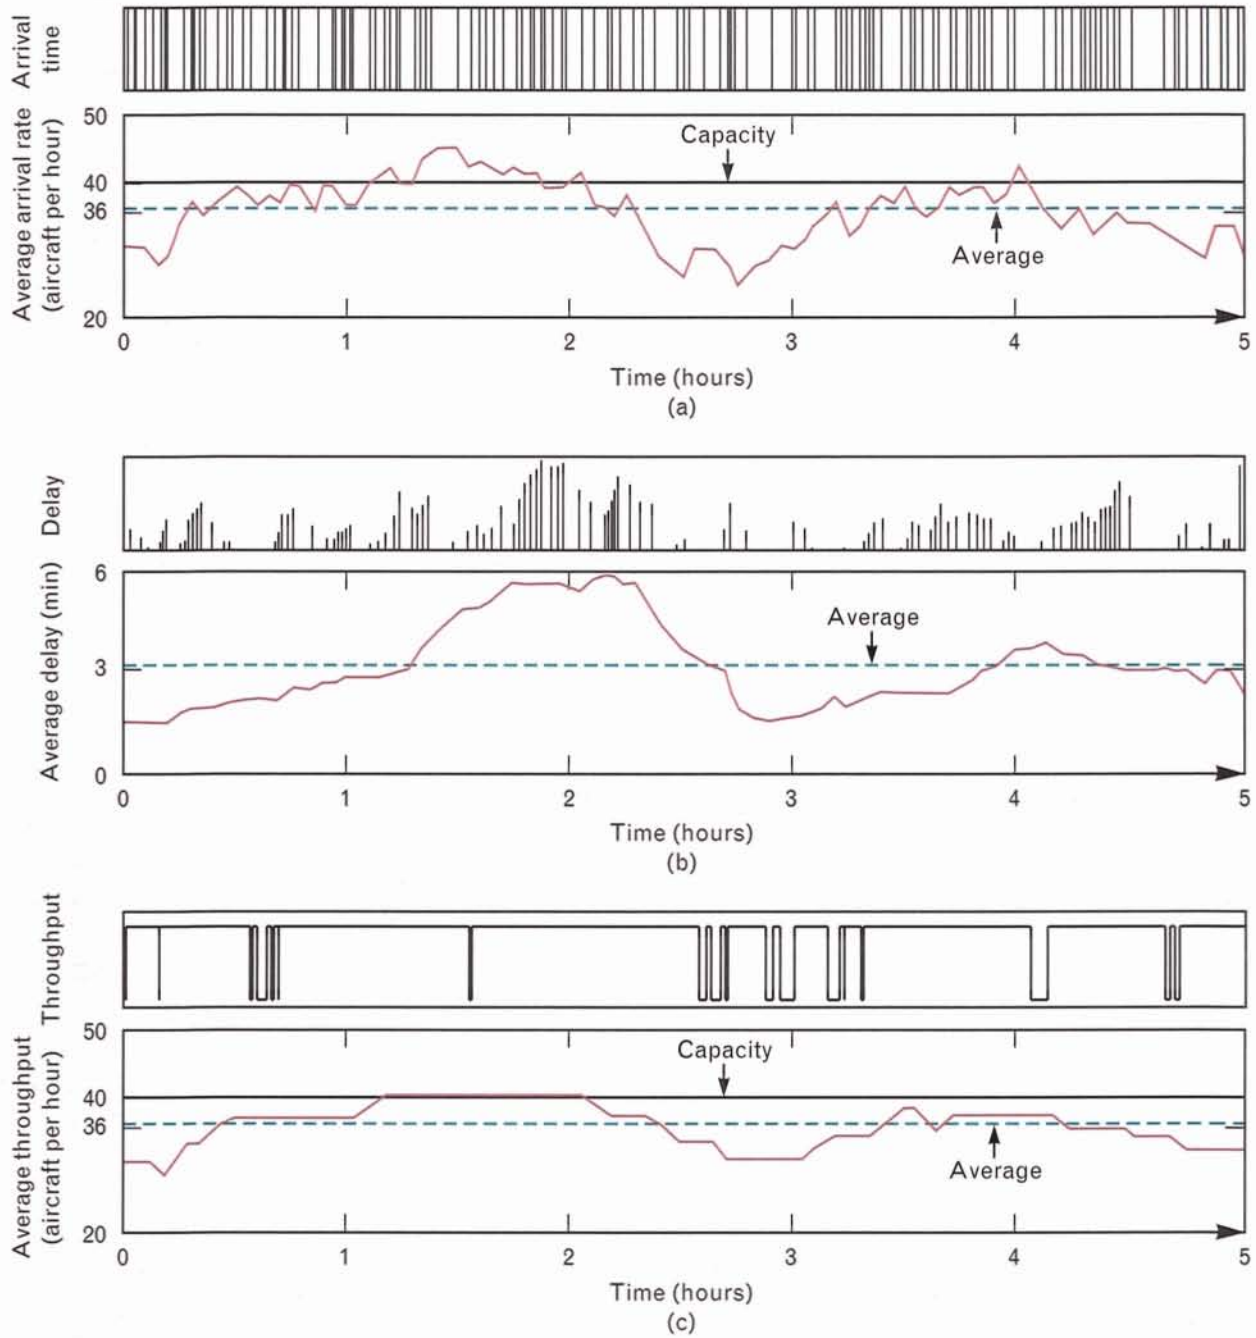 Arrival
time
Average arrival rate
(aircraft per hour)
50
40
36
20
Capacity
Average
0 1 2 3 4 5
Time (hours)
(a)
Delay
Average delay (min)
6
3
0
Average
0 1 2 3 4 5
Time (hours)
(b)
Throughput
Average throughput
(aircraft per hour)
50
40
36
20
Capacity
Average
0 1 2 3 4 5
Time (hours)
(c)